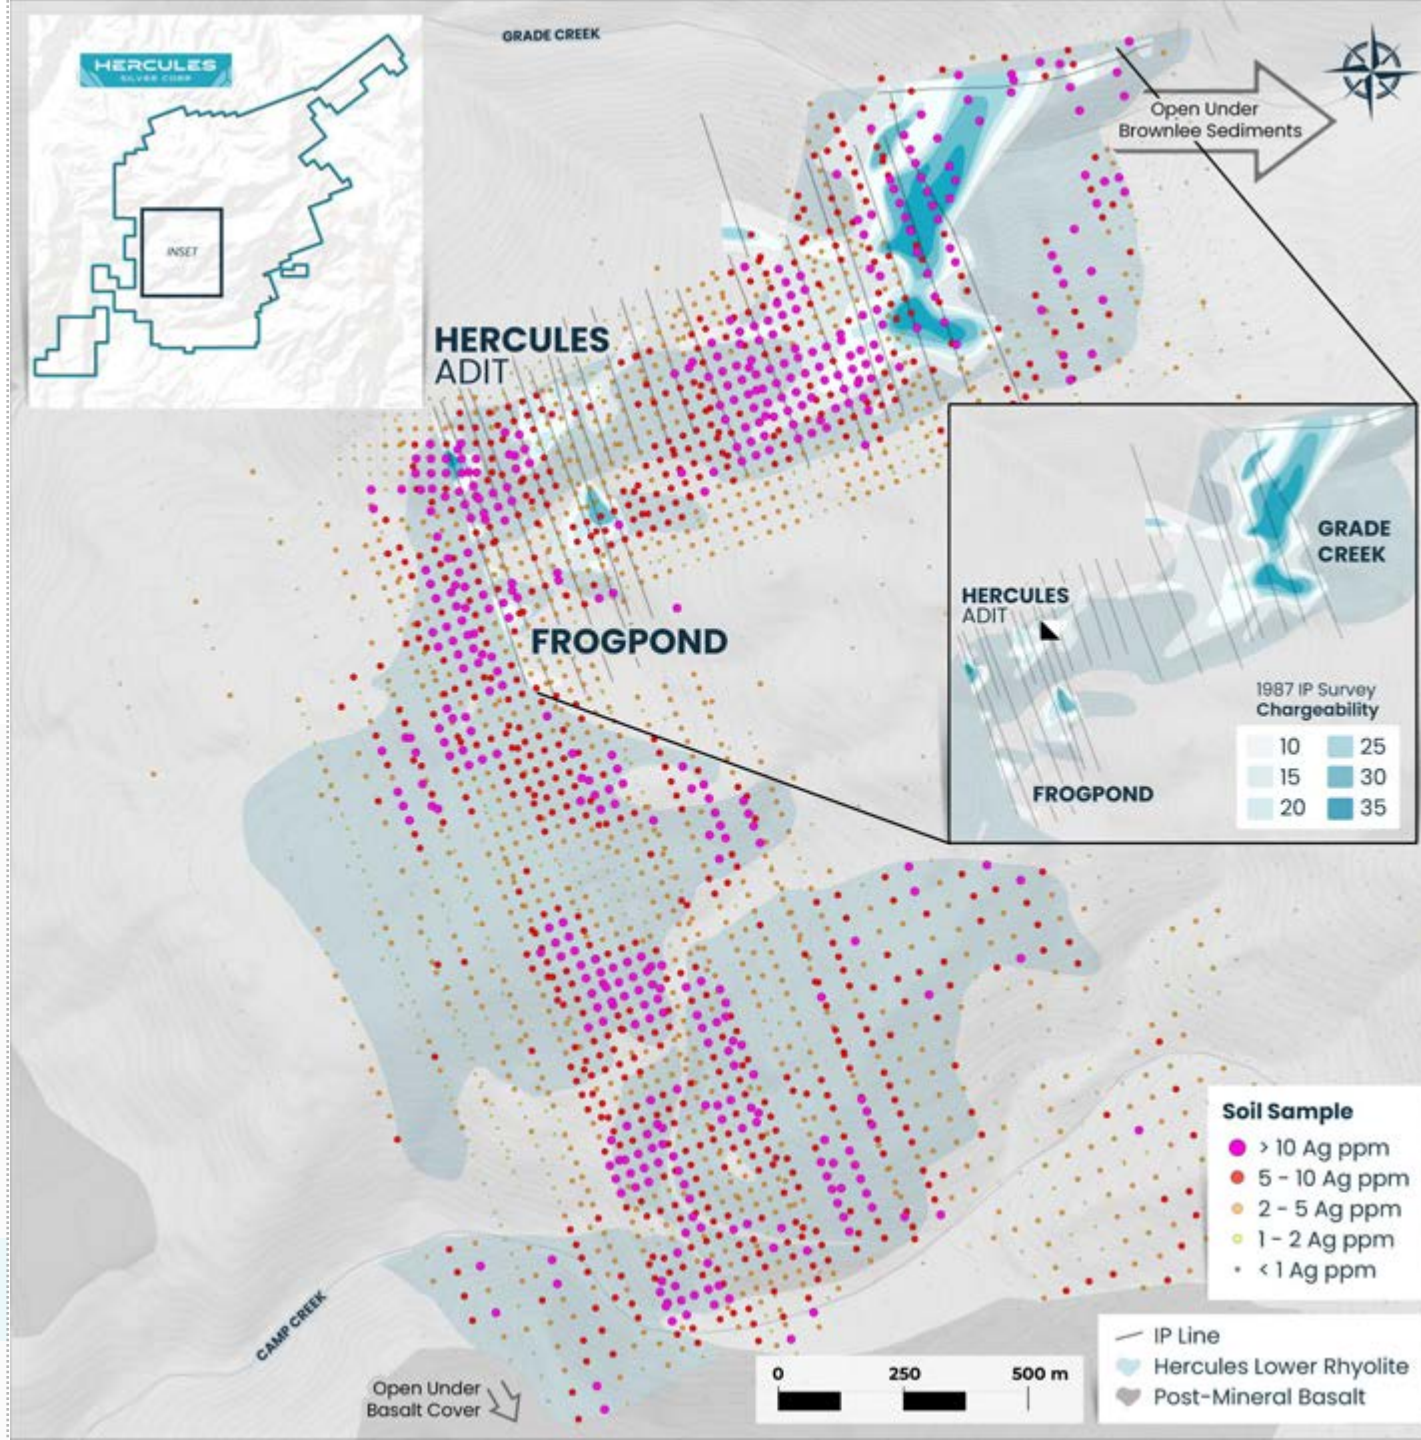 HERCULES
SILVER CORP
INSET
GRADE CREEK
Open Under
Brownlee Sediments
HERCULES
ADIT
FROGPOND
GRADE
CREEK
HERCULES
ADIT
1987 IP Survey
Chargeability
10
25
15
30
20
35
FROGPOND
Soil Sample
> 10 Ag ppm
5 - 10 Ag ppm
2 - 5 Ag ppm
1 - 2 Ag ppm
< 1 Ag ppm
CAMP CREEK
IP Line
Hercules Lower Rhyolite
Post-Mineral Basalt
0 250 500 m
Open Under
Basalt Cover